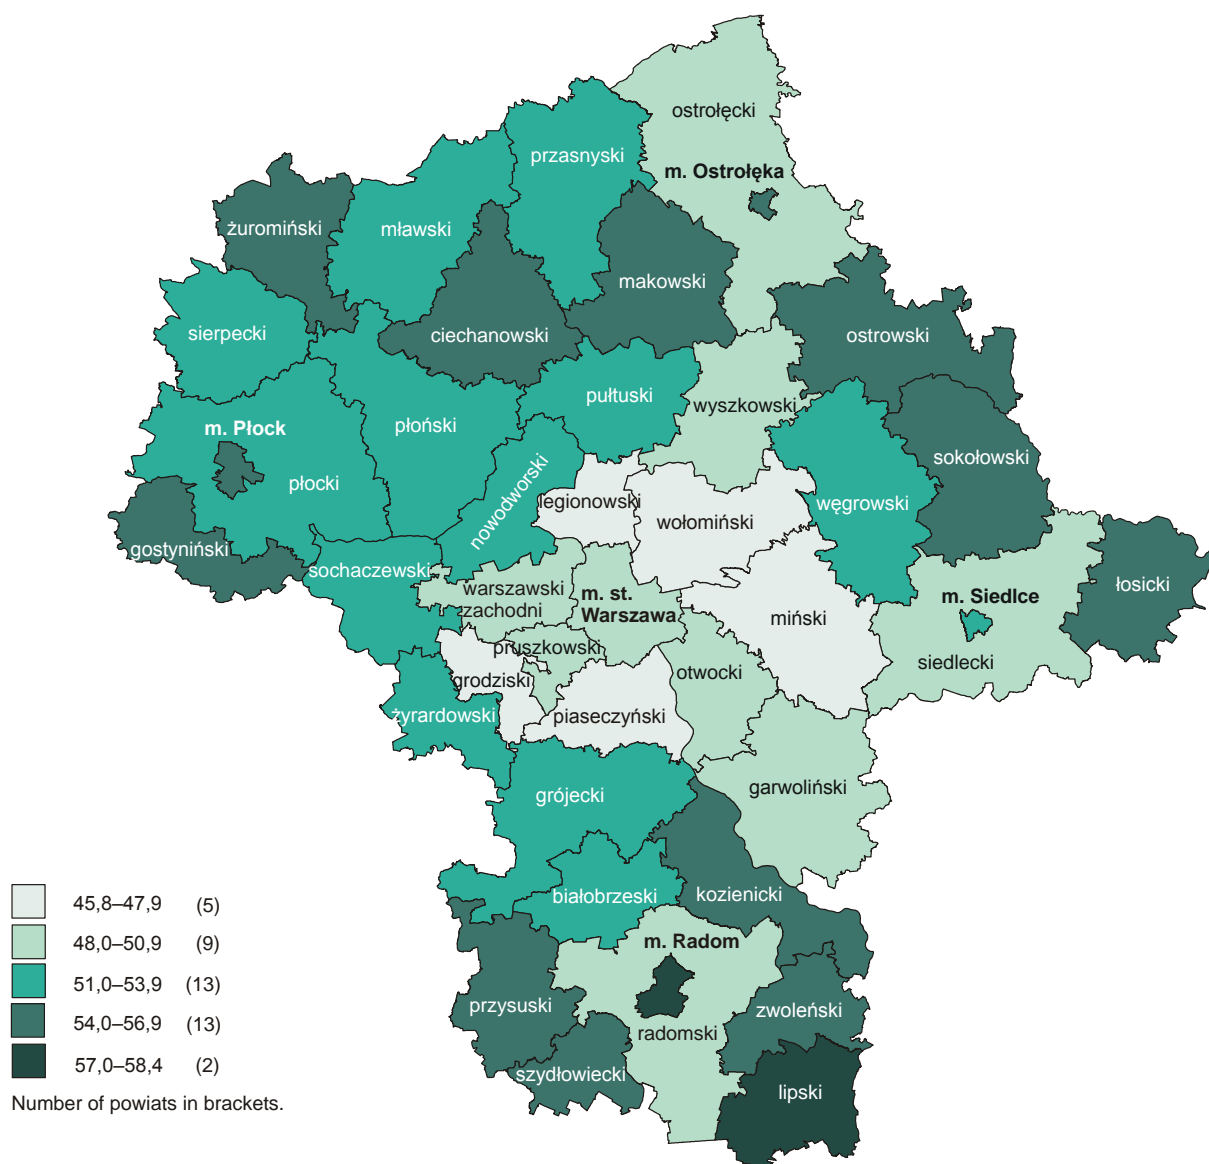 ostrołęcki
przasnyski
m. Ostrołęka
żuromiński
mławski
makowski
sierpecki
ciechanowski
ostrowski
pułtuski
wyszkowski
m. Płock
płoński
sokołowski
płocki
nowodworski
legionowski
wołomiński
węgrowski
gostyniński
sochaczewski
warszawski
zachodni
m. st.
Warszawa
miński
m. Siedlce
łosicki
pruszkowski
siedlecki
grodziski
otwocki
żyrardowski
piaseczyński
grójecki
garwoliński
białobrzeski
kozienicki
m. Radom
przysuski
zwoleński
radomski
szydłowiecki
lipski
45,8–47,9 (5)
48,0–50,9 (9)
51,0–53,9 (13)
54,0–56,9 (13)
57,0–58,4 (2)
Number of powiats in brackets.